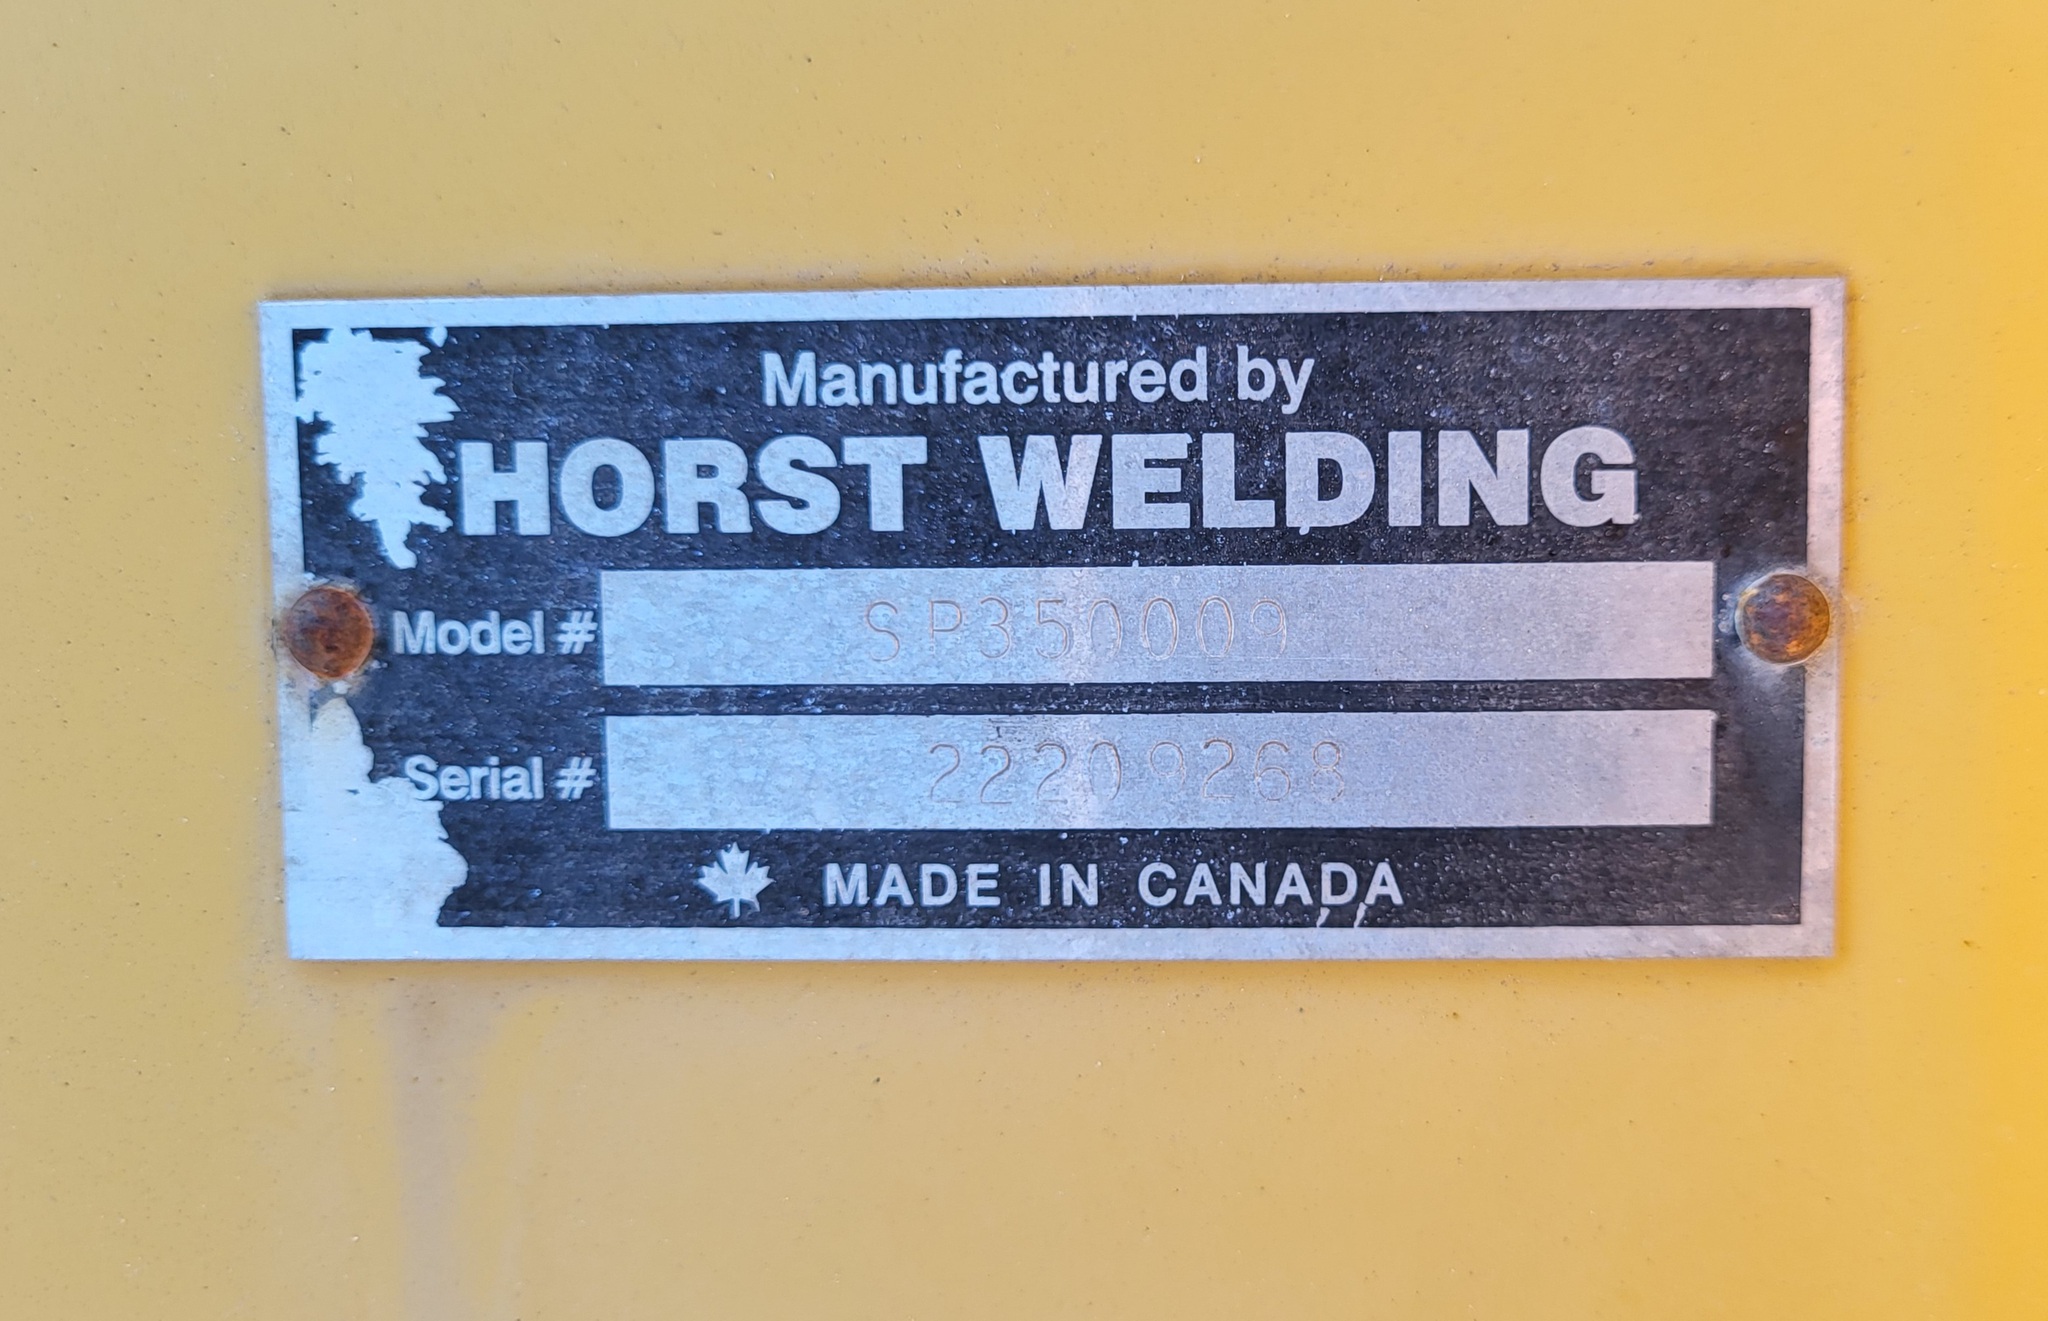 Manufactured by
HORST WELDING
Model # SP350009
Serial # 22209268
MADE IN CANADA